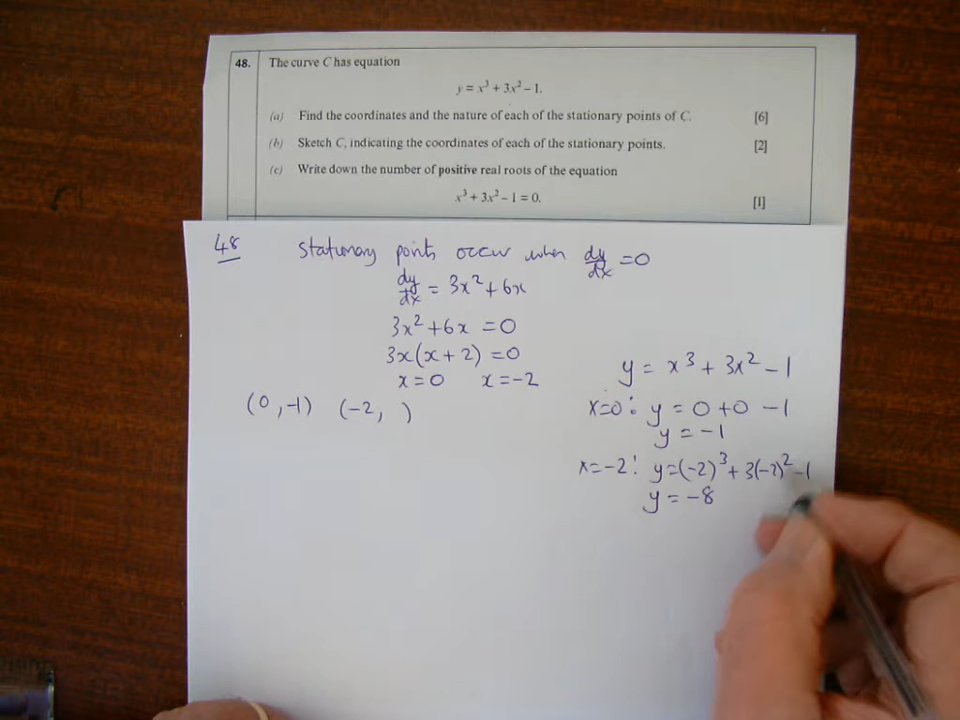 48. The curve C has equation
y = x³ + 3x² – 1.
(a) Find the coordinates and the nature of each of the stationary points of C. [6]
(b) Sketch C, indicating the coordinates of each of the stationary points. [2]
(c) Write down the number of positive real roots of the equation
x³ + 3x² – 1 = 0. [1]
48 Stationary points occur when dy/dx = 0
dy/dx = 3x² + 6x
3x² + 6x = 0
3x(x + 2) = 0
x = 0 x = -2
(0, -1) (-2, )
y = x³ + 3x² - 1
x=0: y = 0 + 0 - 1
y = -1
x=-2: y = (-2)³ + 3(-2)² - 1
y = -8